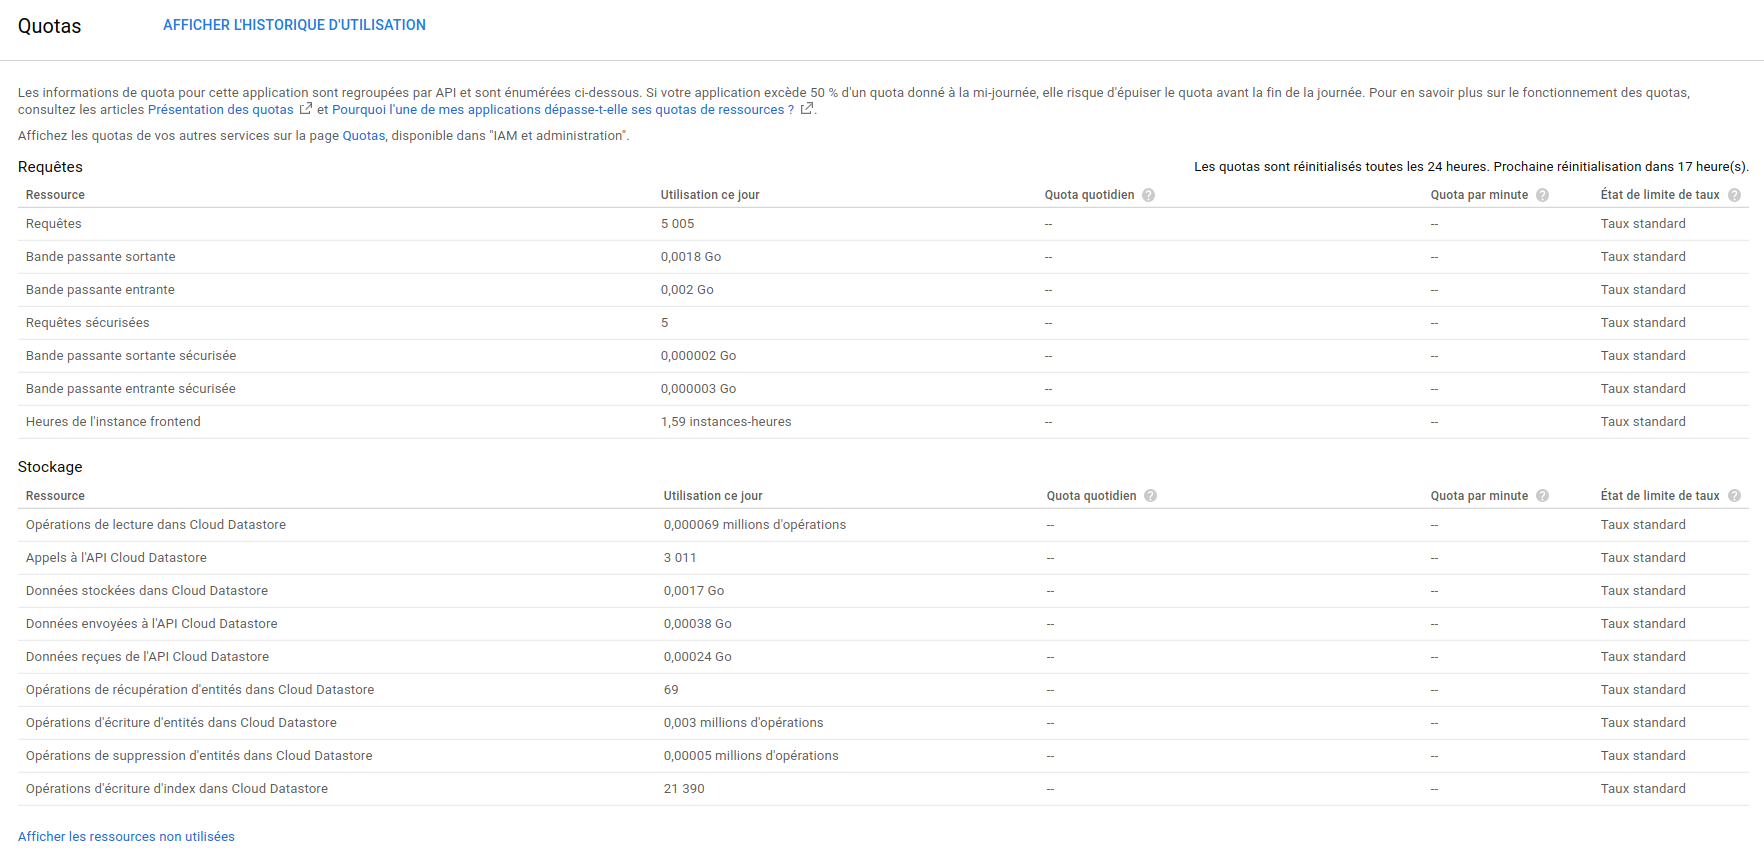 Quotas AFFICHER L'HISTORIQUE D'UTILISATION
Les informations de quota pour cette application sont regroupées par API et sont énumérées ci-dessous. Si votre application excède 50 % d'un quota donné à la mi-journée, elle risque d'épuiser le quota avant la fin de la journée. Pour en savoir plus sur le fonctionnement des quotas,
consultez les articles Présentation des quotas et Pourquoi l'une de mes applications dépasse-t-elle ses quotas de ressources ? .
Affichez les quotas de vos autres services sur la page Quotas, disponible dans "IAM et administration".
Requêtes Les quotas sont réinitialisés toutes les 24 heures. Prochaine réinitialisation dans 17 heure(s).
Ressource Utilisation ce jour Quota quotidien ? Quota par minute ? État de limite de taux ?
Requêtes 5 005 -- -- Taux standard
Bande passante sortante 0,0018 Go -- -- Taux standard
Bande passante entrante 0,002 Go -- -- Taux standard
Requêtes sécurisées 5 -- -- Taux standard
Bande passante sortante sécurisée 0,000002 Go -- -- Taux standard
Bande passante entrante sécurisée 0,000003 Go -- -- Taux standard
Heures de l'instance frontend 1,59 instances-heures -- -- Taux standard
Stockage
Ressource Utilisation ce jour Quota quotidien ? Quota par minute ? État de limite de taux ?
Opérations de lecture dans Cloud Datastore 0,000069 millions d'opérations -- -- Taux standard
Appels à l'API Cloud Datastore 3 011 -- -- Taux standard
Données stockées dans Cloud Datastore 0,0017 Go -- -- Taux standard
Données envoyées à l'API Cloud Datastore 0,00038 Go -- -- Taux standard
Données reçues de l'API Cloud Datastore 0,00024 Go -- -- Taux standard
Opérations de récupération d'entités dans Cloud Datastore 69 -- -- Taux standard
Opérations d'écriture d'entités dans Cloud Datastore 0,003 millions d'opérations -- -- Taux standard
Opérations de suppression d'entités dans Cloud Datastore 0,00005 millions d'opérations -- -- Taux standard
Opérations d'écriture d'index dans Cloud Datastore 21 390 -- -- Taux standard
Afficher les ressources non utilisées